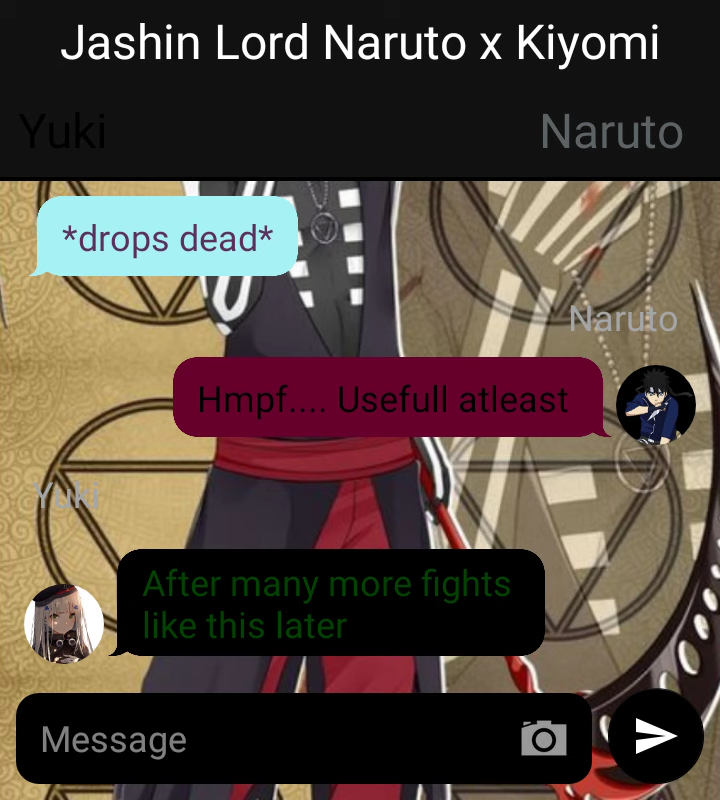 Jashin Lord Naruto x Kiyomi
Yuki Naruto
*drops dead*
Naruto
Hmpf.... Usefull atleast
Yuki
After many more fights
like this later
Message